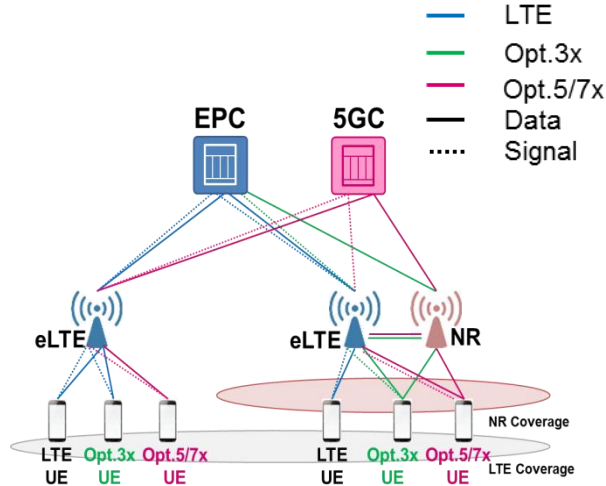 LTE
Opt.3x
Opt.5/7x
Data
Signal
EPC
5GC
eLTE
eLTE
NR
NR Coverage
LTE
UE
Opt.3x
UE
Opt.5/7x
UE
LTE
UE
Opt.3x
UE
Opt.5/7x
UE
LTE Coverage